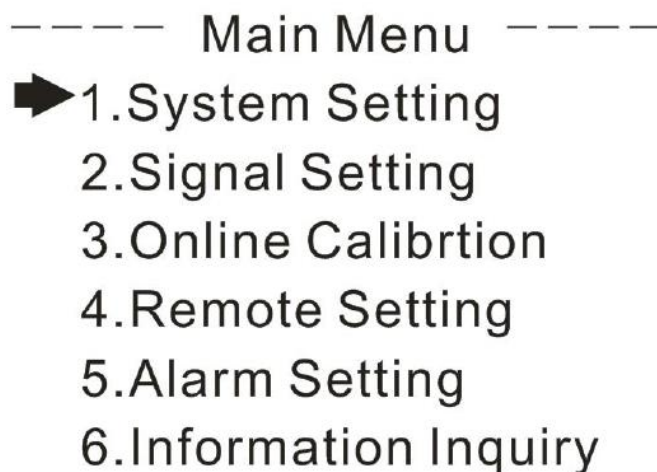 ---- Main Menu ----
1.System Setting
2.Signal Setting
3.Online Calibrtion
4.Remote Setting
5.Alarm Setting
6.Information Inquiry